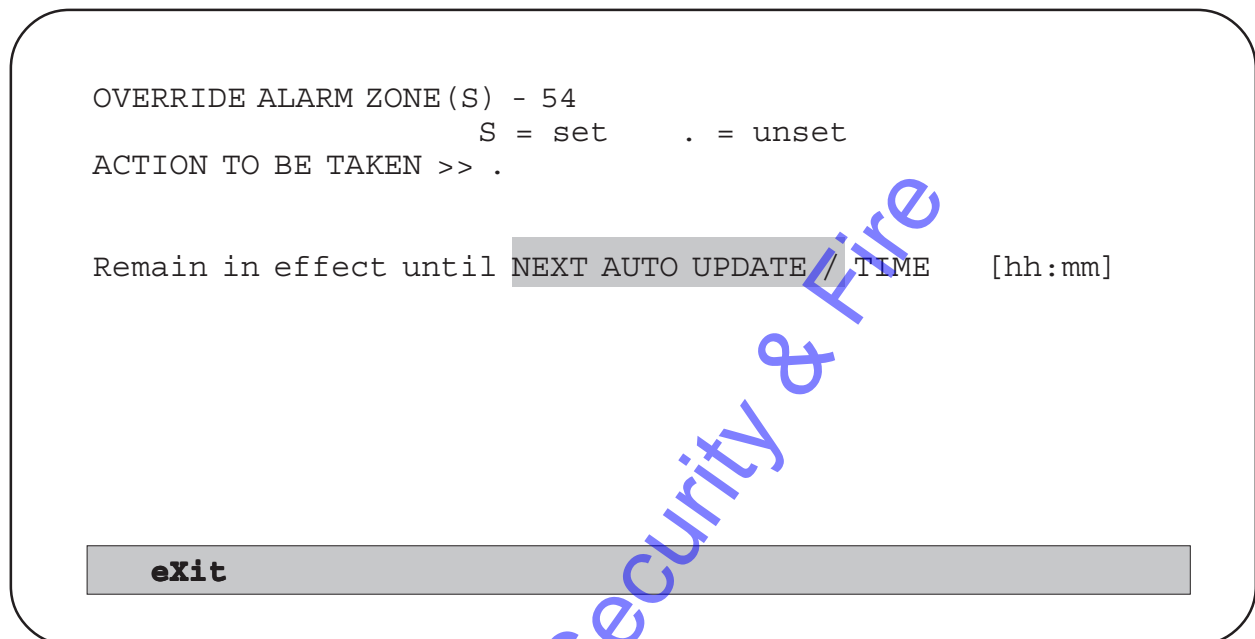 OVERRIDE ALARM ZONE(S) - 54
S = set . = unset
ACTION TO BE TAKEN >> .
Remain in effect until NEXT AUTO UPDATE / TIME [hh:mm]
eXit
Security & Fire